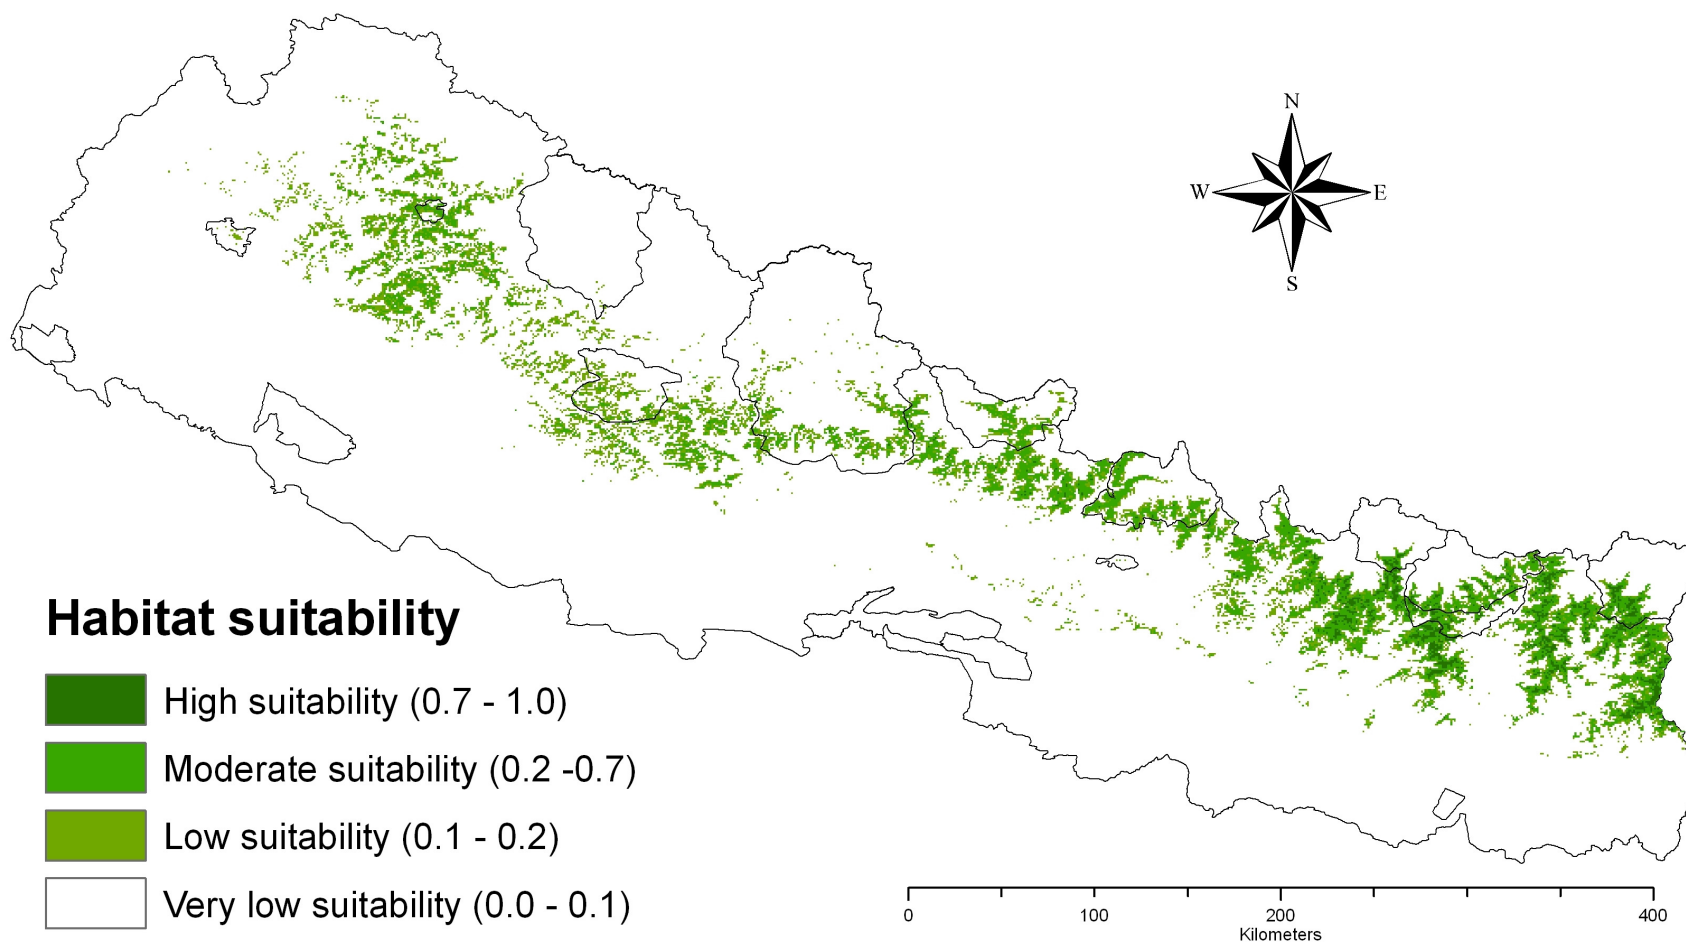 N
W E
S
Habitat suitability
High suitability (0.7 - 1.0)
Moderate suitability (0.2 -0.7)
Low suitability (0.1 - 0.2)
Very low suitability (0.0 - 0.1)
0 100 200 400
Kilometers